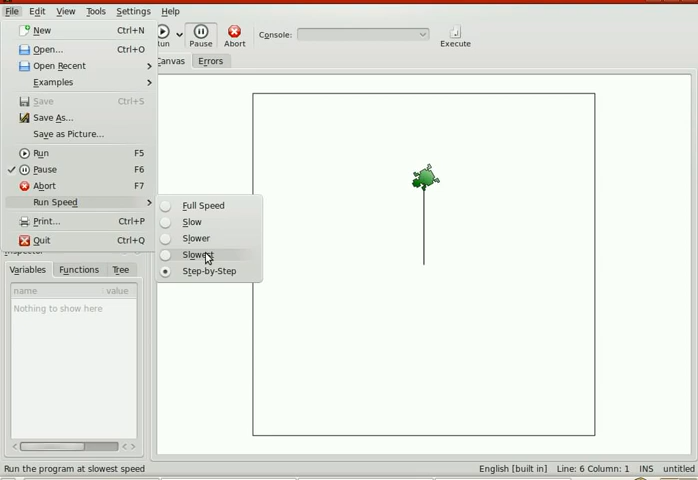 File Edit View Tools Settings Help
New Ctrl+N
Open... Ctrl+O
Open Recent
Examples
Save Ctrl+S
Save As...
Save as Picture...
Run F5
Pause F6
Abort F7
Run Speed
Print... Ctrl+P
Quit Ctrl+Q
Full Speed
Slow
Slower
Slowest
Step-by-Step
Pause Abort Console: Execute
Canvas Errors
Variables Functions Tree
name value
Nothing to show here
Run the program at slowest speed English [built in] Line: 6 Column: 1 INS untitled